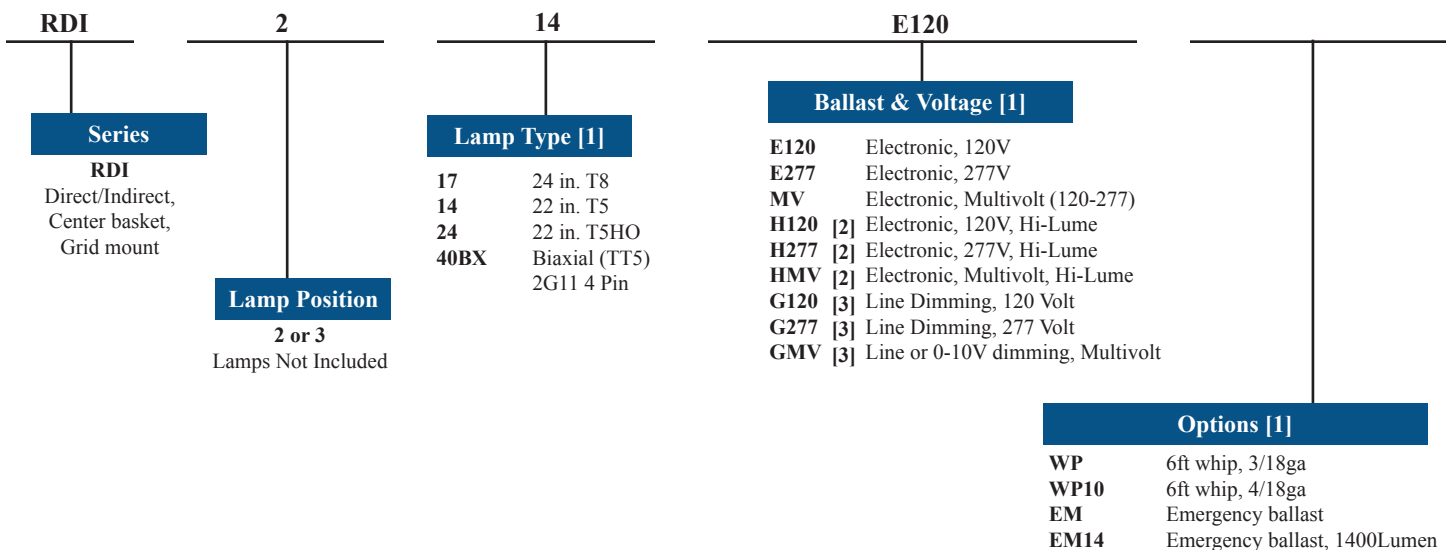 RDI 2 14 E120
Series
RDI
Direct/Indirect,
Center basket,
Grid mount
Lamp Position
2 or 3
Lamps Not Included
Lamp Type [1]
17 24 in. T8
14 22 in. T5
24 22 in. T5HO
40BX Biaxial (TT5)
2G11 4 Pin
Ballast & Voltage [1]
E120 Electronic, 120V
E277 Electronic, 277V
MV Electronic, Multivolt (120-277)
H120 [2] Electronic, 120V, Hi-Lume
H277 [2] Electronic, 277V, Hi-Lume
HMV [2] Electronic, Multivolt, Hi-Lume
G120 [3] Line Dimming, 120 Volt
G277 [3] Line Dimming, 277 Volt
GMV [3] Line or 0-10V dimming, Multivolt
Options [1]
WP 6ft whip, 3/18ga
WP10 6ft whip, 4/18ga
EM Emergency ballast
EM14 Emergency ballast, 1400Lumen